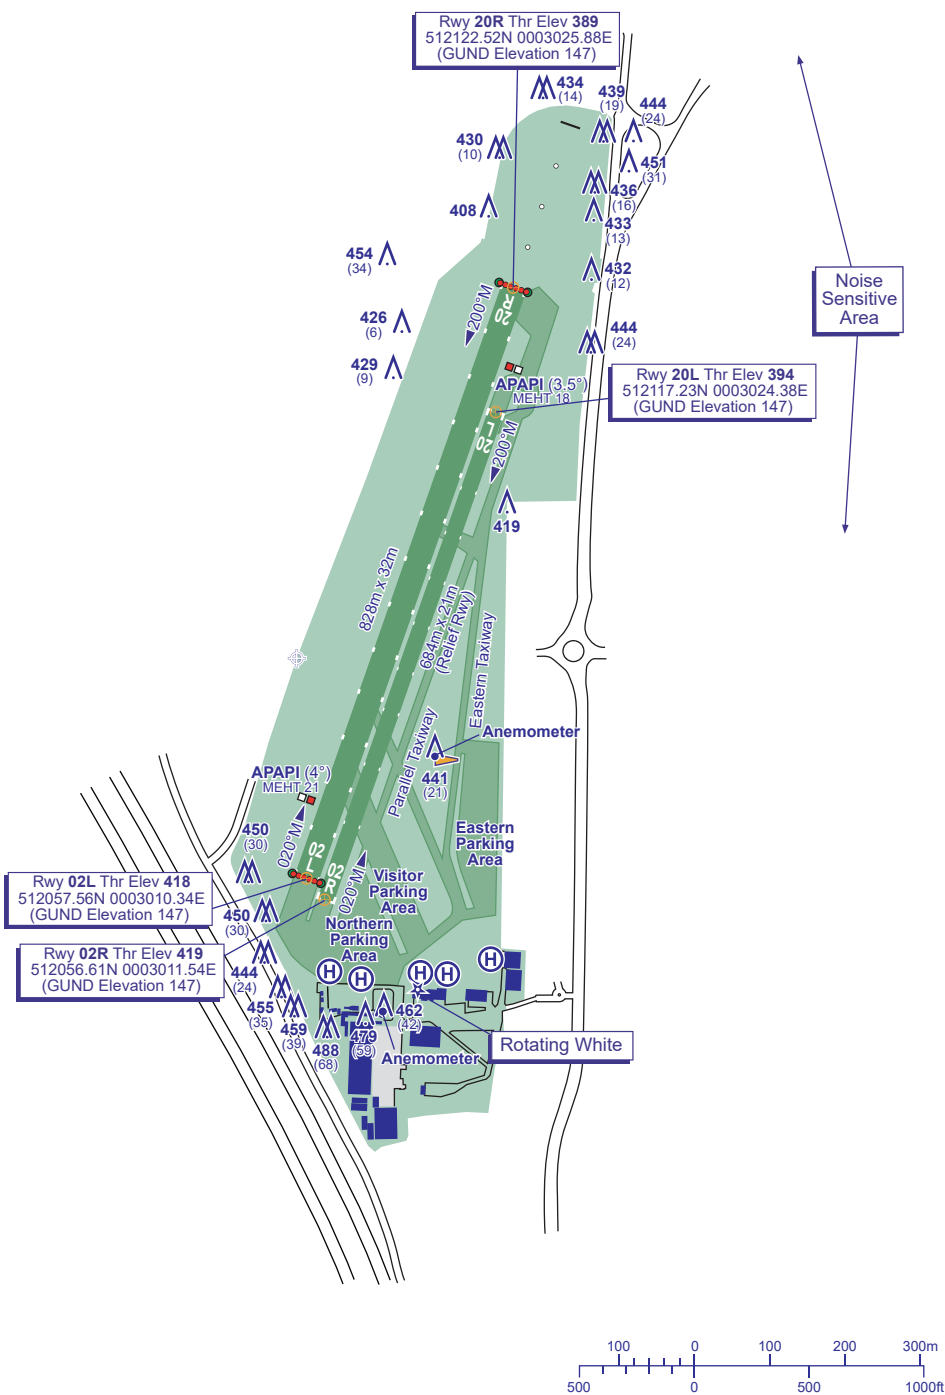 Rwy 20R Thr Elev 389
512122.52N 0003025.88E
(GUND Elevation 147)
434
(14)
439
(19)
444
(24)
430
(10)
451
(31)
436
(16)
408
433
(13)
454
(34)
432
(12)
Noise
Sensitive
Area
200°M
20
R
426
(6)
444
(24)
429
(9)
APAPI (3.5°)
MEHT 18
Rwy 20L Thr Elev 394
512117.23N 0003024.38E
(GUND Elevation 147)
20
L
200°M
419
828m x 32m
684m x 21m
(Relief Rwy)
Eastern Taxiway
Parallel Taxiway
Anemometer
441
(21)
APAPI (4°)
MEHT 21
450
(30)
020°M
02
L
02
R
020°M
Eastern
Parking
Area
Visitor
Parking
Area
Rwy 02L Thr Elev 418
512057.56N 0003010.34E
(GUND Elevation 147)
450
(30)
Northern
Parking
Area
Rwy 02R Thr Elev 419
512056.61N 0003011.54E
(GUND Elevation 147)
H
H
H
H
H
444
(24)
455
(35)
459
(39)
488
(68)
479
(59)
462
(42)
Anemometer
Rotating White
100 0 100 200 300m
500 0 500 1000ft